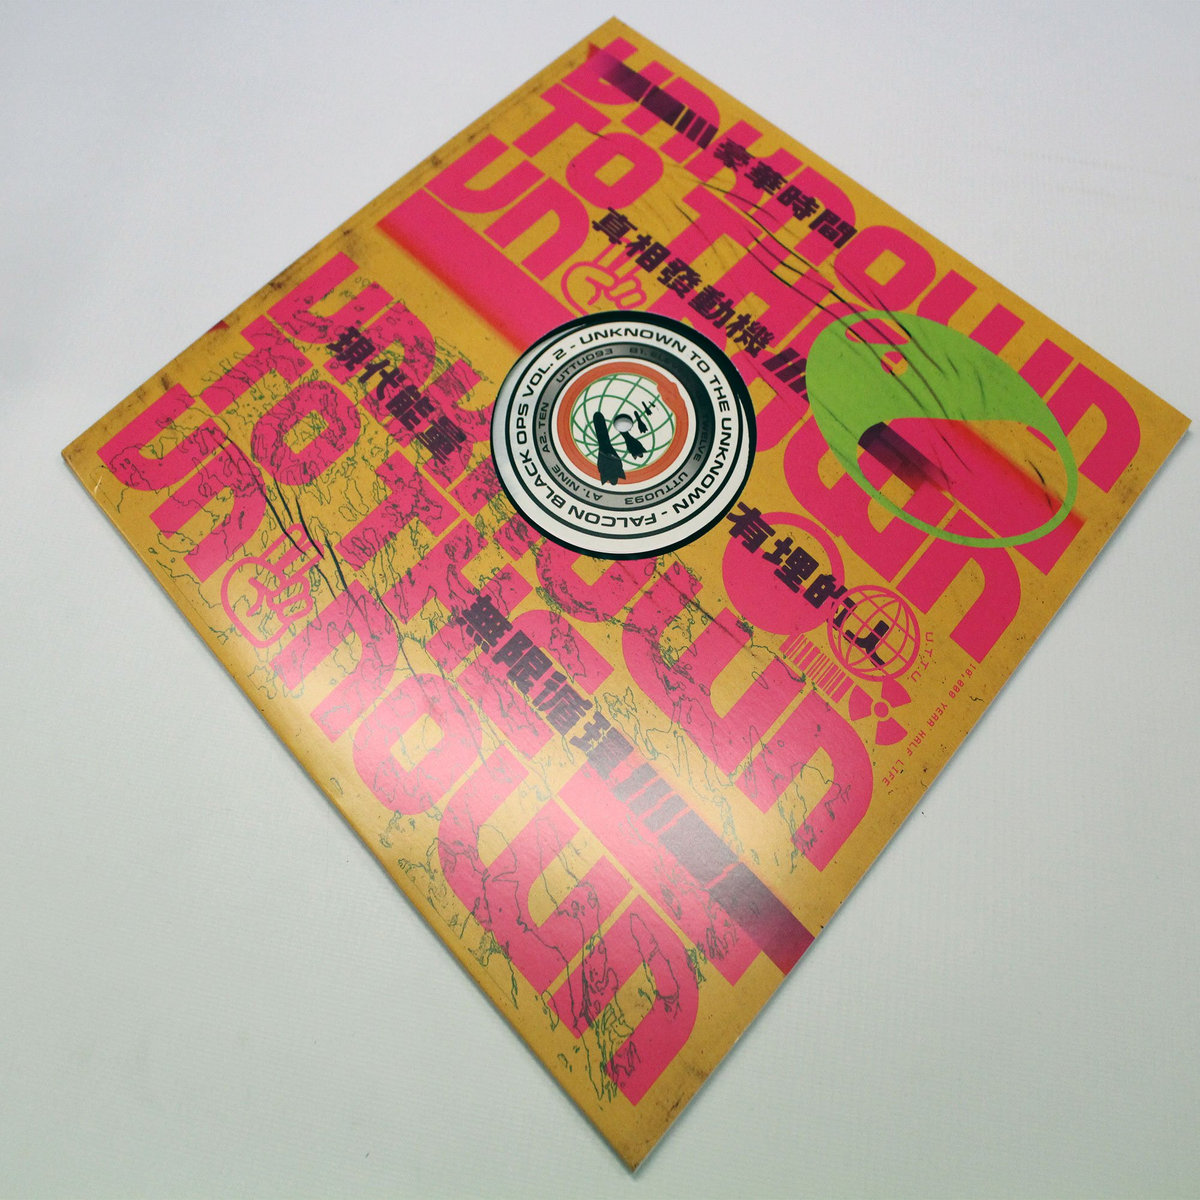 UNKNOWN
TO THE
UNKNOWN
豪華時間
真相發動機
UNKNOWN
TO THE
UNKNOWN
現代能量
無限循環
有埋的人
FALCON BLACK OPS VOL. 2 - UNKNOWN TO THE UNKNOWN -
A1. NINE A2. TEN UTTU093 B1.
UTTU093
U.T.T.U.
10,000 YEAR HALF LIFE